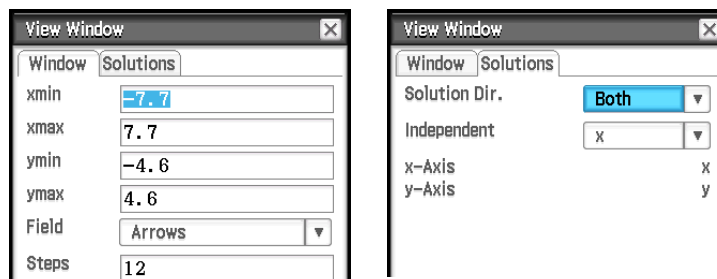 View Window
Window Solutions
xmin -7.7
xmax 7.7
ymin -4.6
ymax 4.6
Field Arrows
Steps 12
View Window
Window Solutions
Solution Dir. Both
Independent x
x-Axis x
y-Axis y